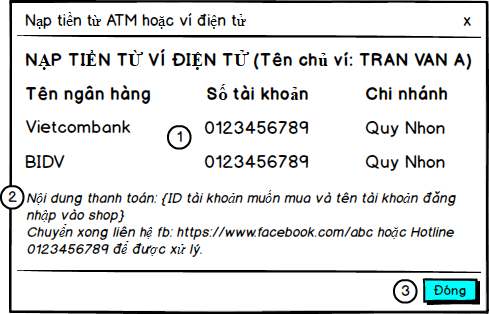 Nạp tiền từ ATM hoặc ví điện tử x
NẠP TIỀN TỪ VÍ ĐIỆN TỬ (Tên chủ ví: TRAN VAN A)
Tên ngân hàng Số tài khoản Chi nhánh
Vietcombank 1 0123456789 Quy Nhon
BIDV 0123456789 Quy Nhon
2 Nội dung thanh toán: {ID tài khoản muốn mua và tên tài khoản đăng
nhập vào shop}
Chuyển xong liên hệ fb: https://www.facebook.com/abc hoặc Hotline
0123456789 để được xử lý.
3 Đóng